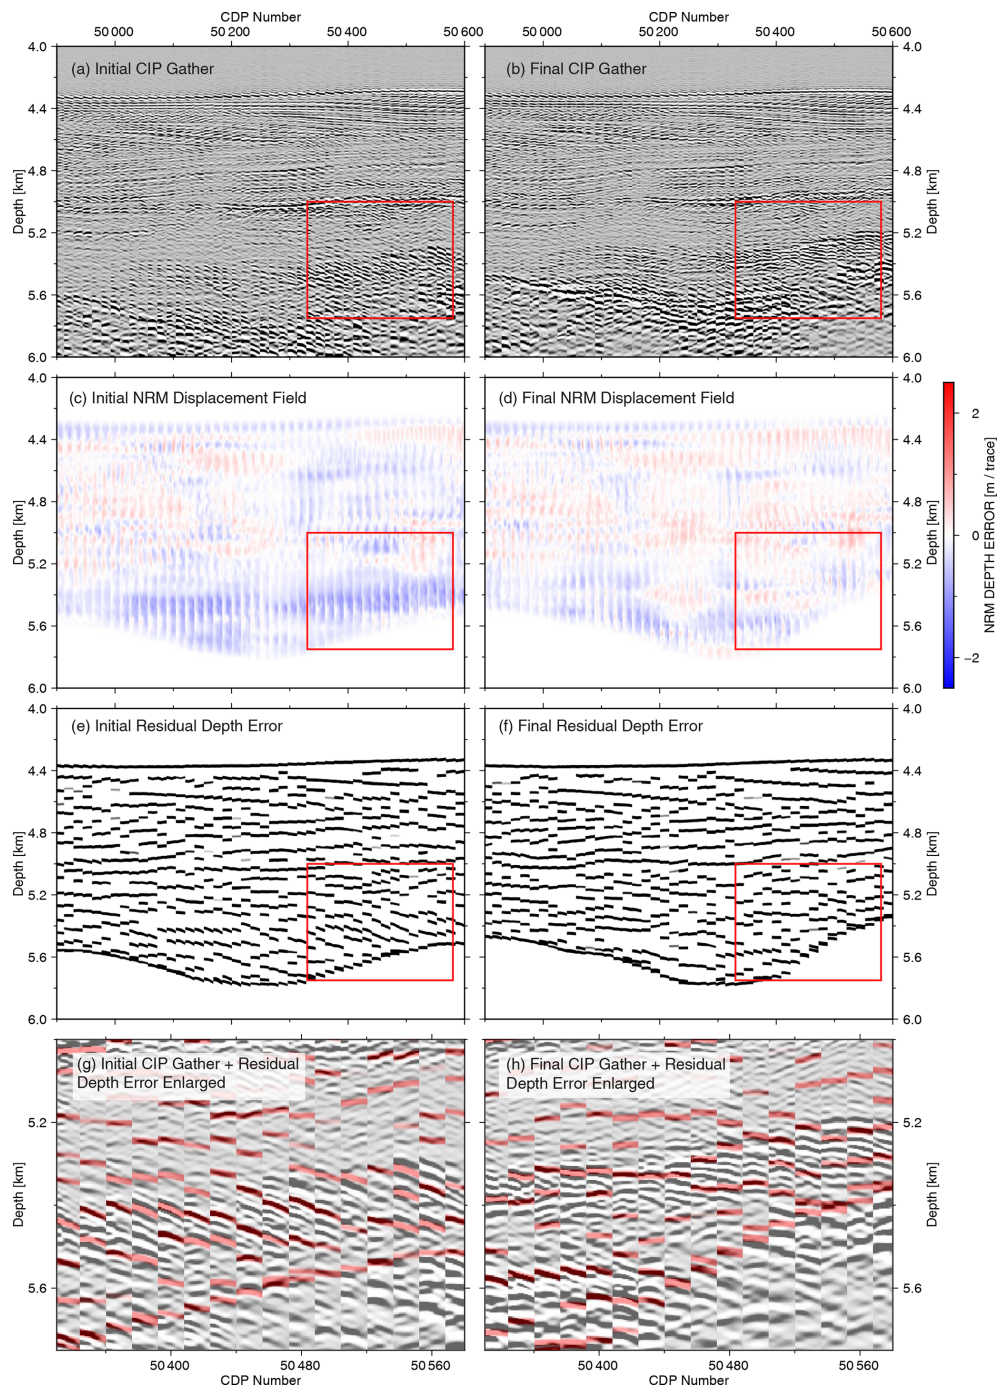 CDP Number CDP Number
50 000 50 200 50 400 50 600 50 000 50 200 50 400 50 600
4.0 4.0
(a) Initial CIP Gather (b) Final CIP Gather
4.4 4.4
4.8 4.8
Depth [km] Depth [km]
5.2 5.2
5.6 5.6
6.0 6.0
4.0 4.0
(c) Initial NRM Displacement Field (d) Final NRM Displacement Field
4.4 4.4
4.8 4.8
Depth [km] Depth [km]
5.2 5.2
5.6 5.6
6.0 6.0
2
0
−2
NRM DEPTH ERROR [m / trace]
4.0 4.0
(e) Initial Residual Depth Error (f) Final Residual Depth Error
4.4 4.4
4.8 4.8
Depth [km] Depth [km]
5.2 5.2
5.6 5.6
6.0 6.0
(g) Initial CIP Gather + Residual
Depth Error Enlarged
(h) Final CIP Gather + Residual
Depth Error Enlarged
5.2 5.2
Depth [km] Depth [km]
5.6 5.6
50 400 50 480 50 560 50 400 50 480 50 560
CDP Number CDP Number